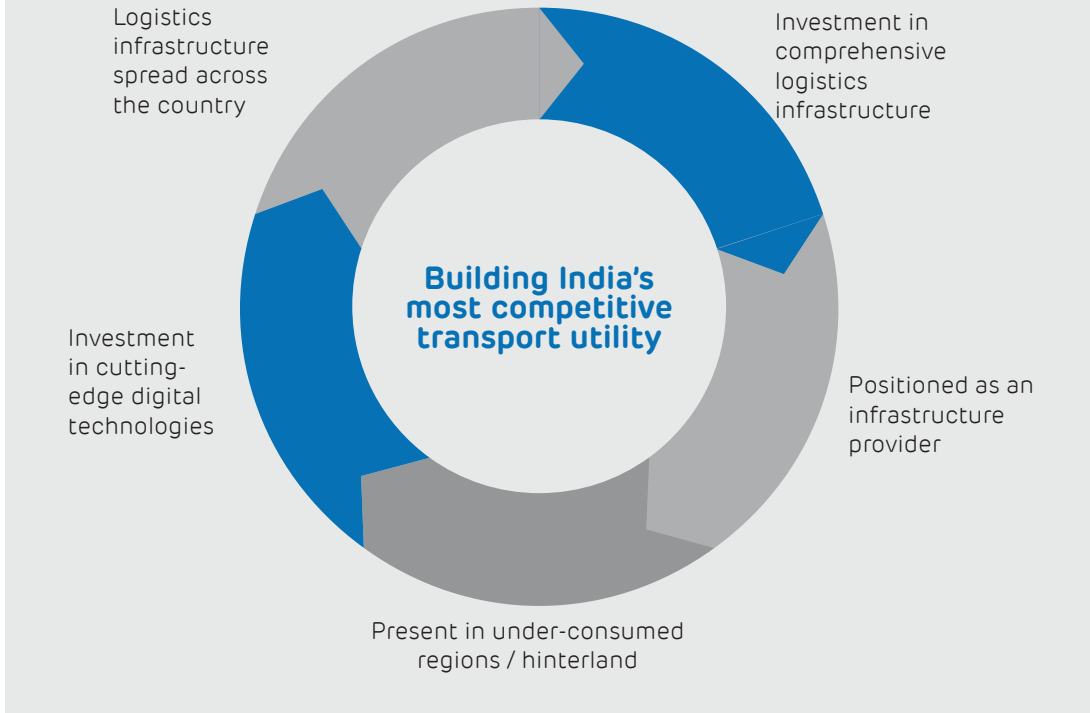 Logistics
infrastructure
spread across
the country
Investment in
comprehensive
logistics
infrastructure
Building India's
most competitive
transport utility
Investment
in cutting-
edge digital
technologies
Positioned as an
infrastructure
provider
Present in under-consumed
regions / hinterland